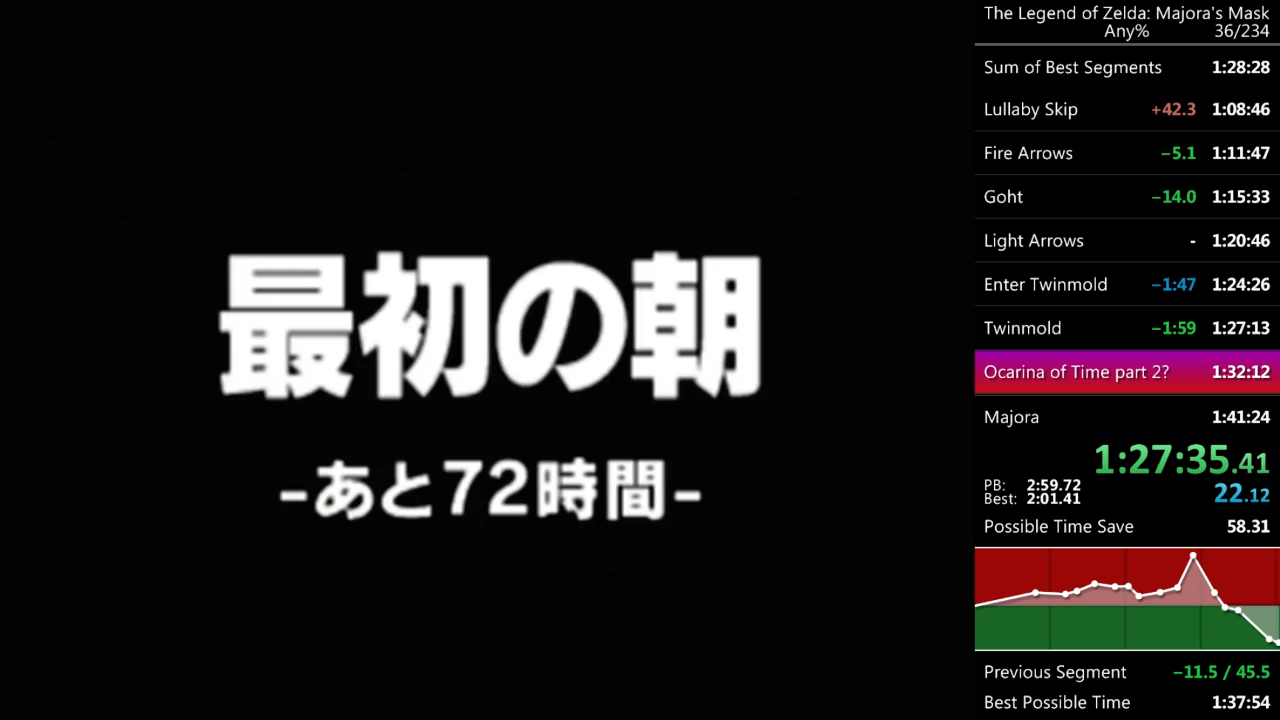 最初の朝
-あと72時間-
The Legend of Zelda: Majora's Mask
Any% 36/234
Sum of Best Segments 1:28:28
Lullaby Skip +42.3 1:08:46
Fire Arrows −5.1 1:11:47
Goht −14.0 1:15:33
Light Arrows - 1:20:46
Enter Twinmold −1:47 1:24:26
Twinmold −1:59 1:27:13
Ocarina of Time part 2? 1:32:12
Majora 1:41:24
1:27:35.41
PB: 2:59.72
Best: 2:01.41
22.12
Possible Time Save 58.31
Previous Segment −11.5 / 45.5
Best Possible Time 1:37:54